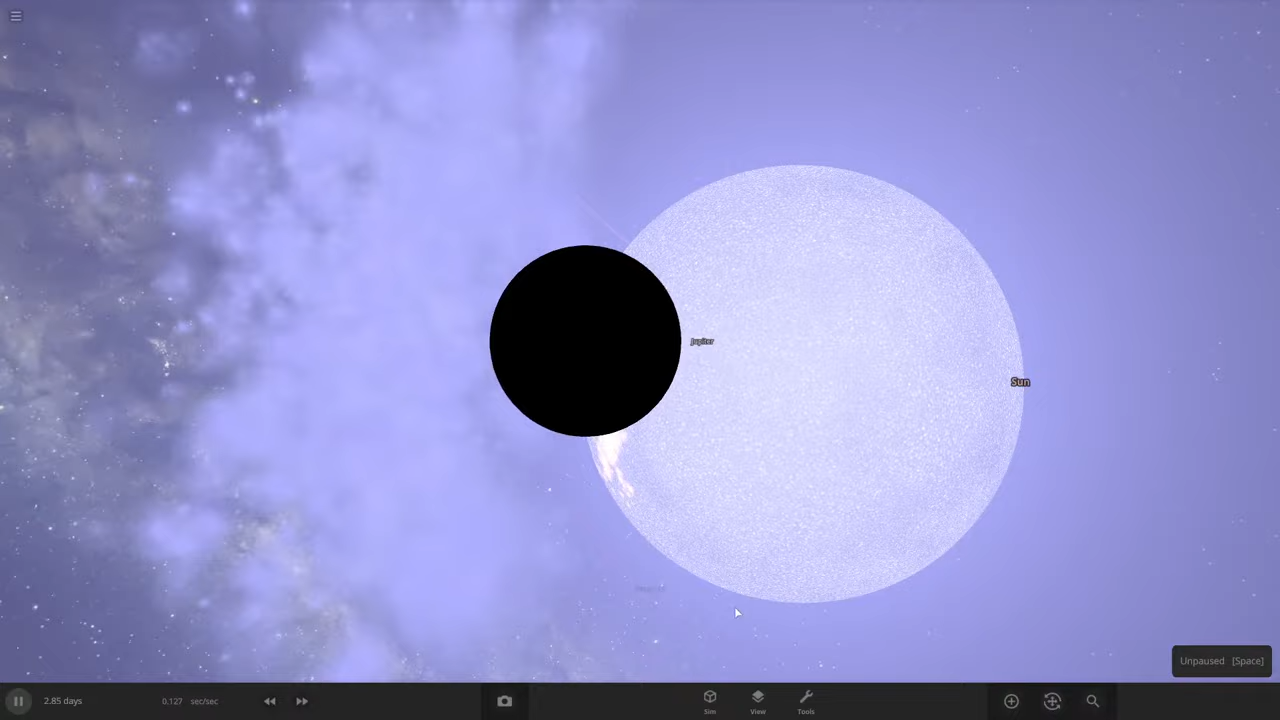 Jupiter
Sun
Unpaused [Space]
2.85 days
0.127 sec/sec
Sim
View
Tools